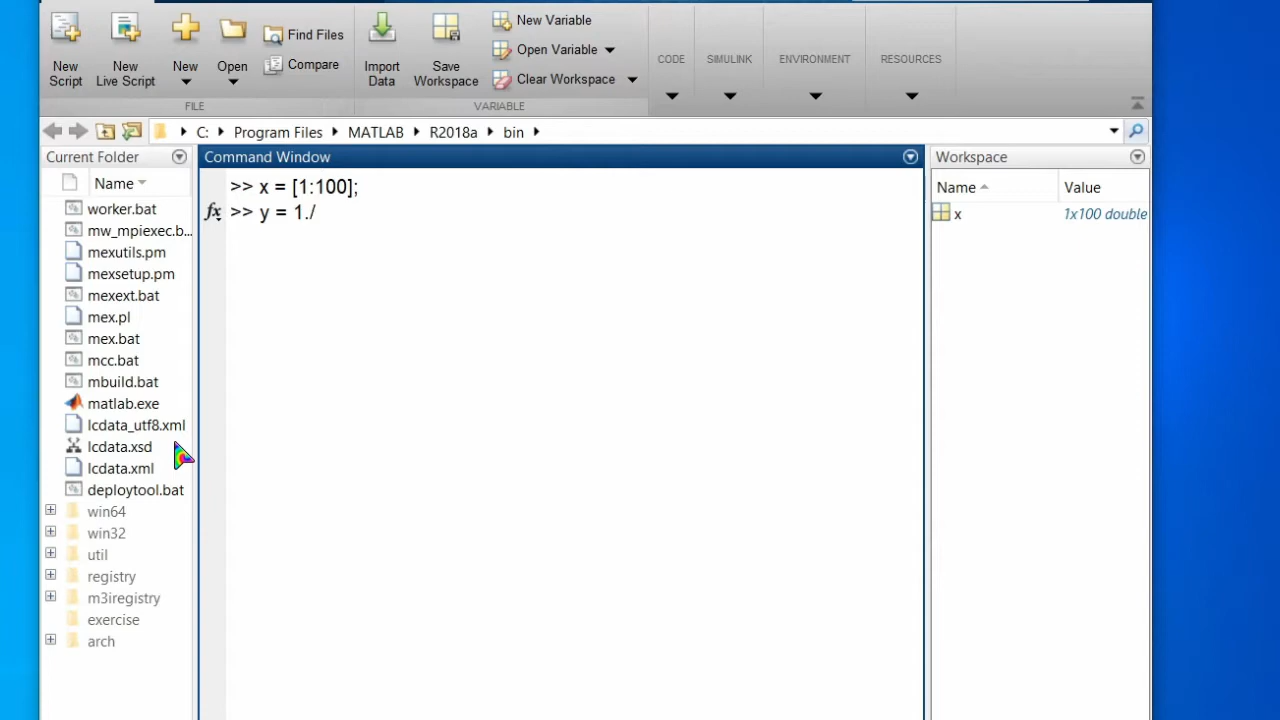 New Script
New Live Script
New
Open
Find Files
Compare
Import Data
Save Workspace
New Variable
Open Variable
Clear Workspace
CODE
SIMULINK
ENVIRONMENT
RESOURCES
FILE
VARIABLE
C: Program Files MATLAB R2018a bin
Current Folder
Name
worker.bat
mw_mpiexec.b...
mexutils.pm
mexsetup.pm
mexext.bat
mex.pl
mex.bat
mcc.bat
mbuild.bat
matlab.exe
lcdata_utf8.xml
lcdata.xsd
lcdata.xml
deploytool.bat
win64
win32
util
registry
m3iregistry
exercise
arch
Command Window
>> x = [1:100];
fx >> y = 1./
Workspace
Name Value
x 1x100 double